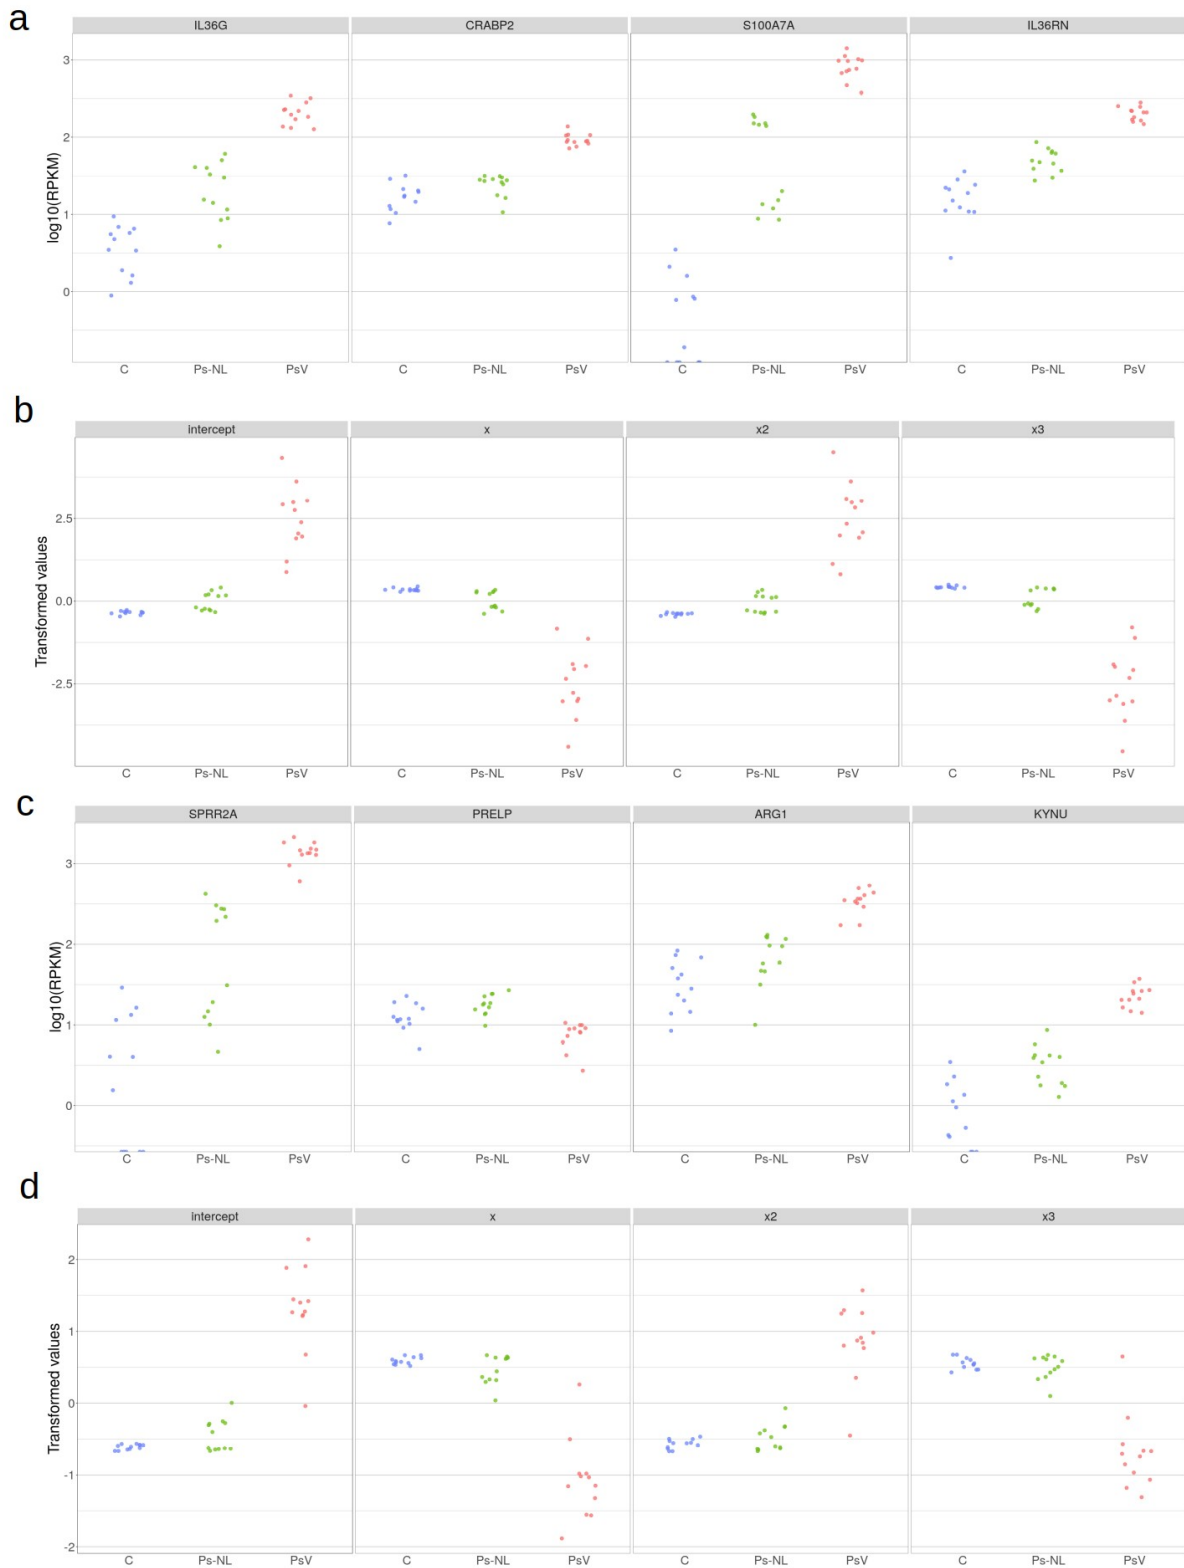 a
IL36G CRABP2 S100A7A IL36RN
log10(RPKM)
3
2
1
0
C Ps-NL PsV C Ps-NL PsV C Ps-NL PsV C Ps-NL PsV
b
intercept x x2 x3
Transformed values
2.5
0.0
-2.5
C Ps-NL PsV C Ps-NL PsV C Ps-NL PsV C Ps-NL PsV
c
SPRR2A PRELP ARG1 KYNU
log10(RPKM)
3
2
1
0
C Ps-NL PsV C Ps-NL PsV C Ps-NL PsV C Ps-NL PsV
d
intercept x x2 x3
Transformed values
2
1
0
-1
-2
C Ps-NL PsV C Ps-NL PsV C Ps-NL PsV C Ps-NL PsV